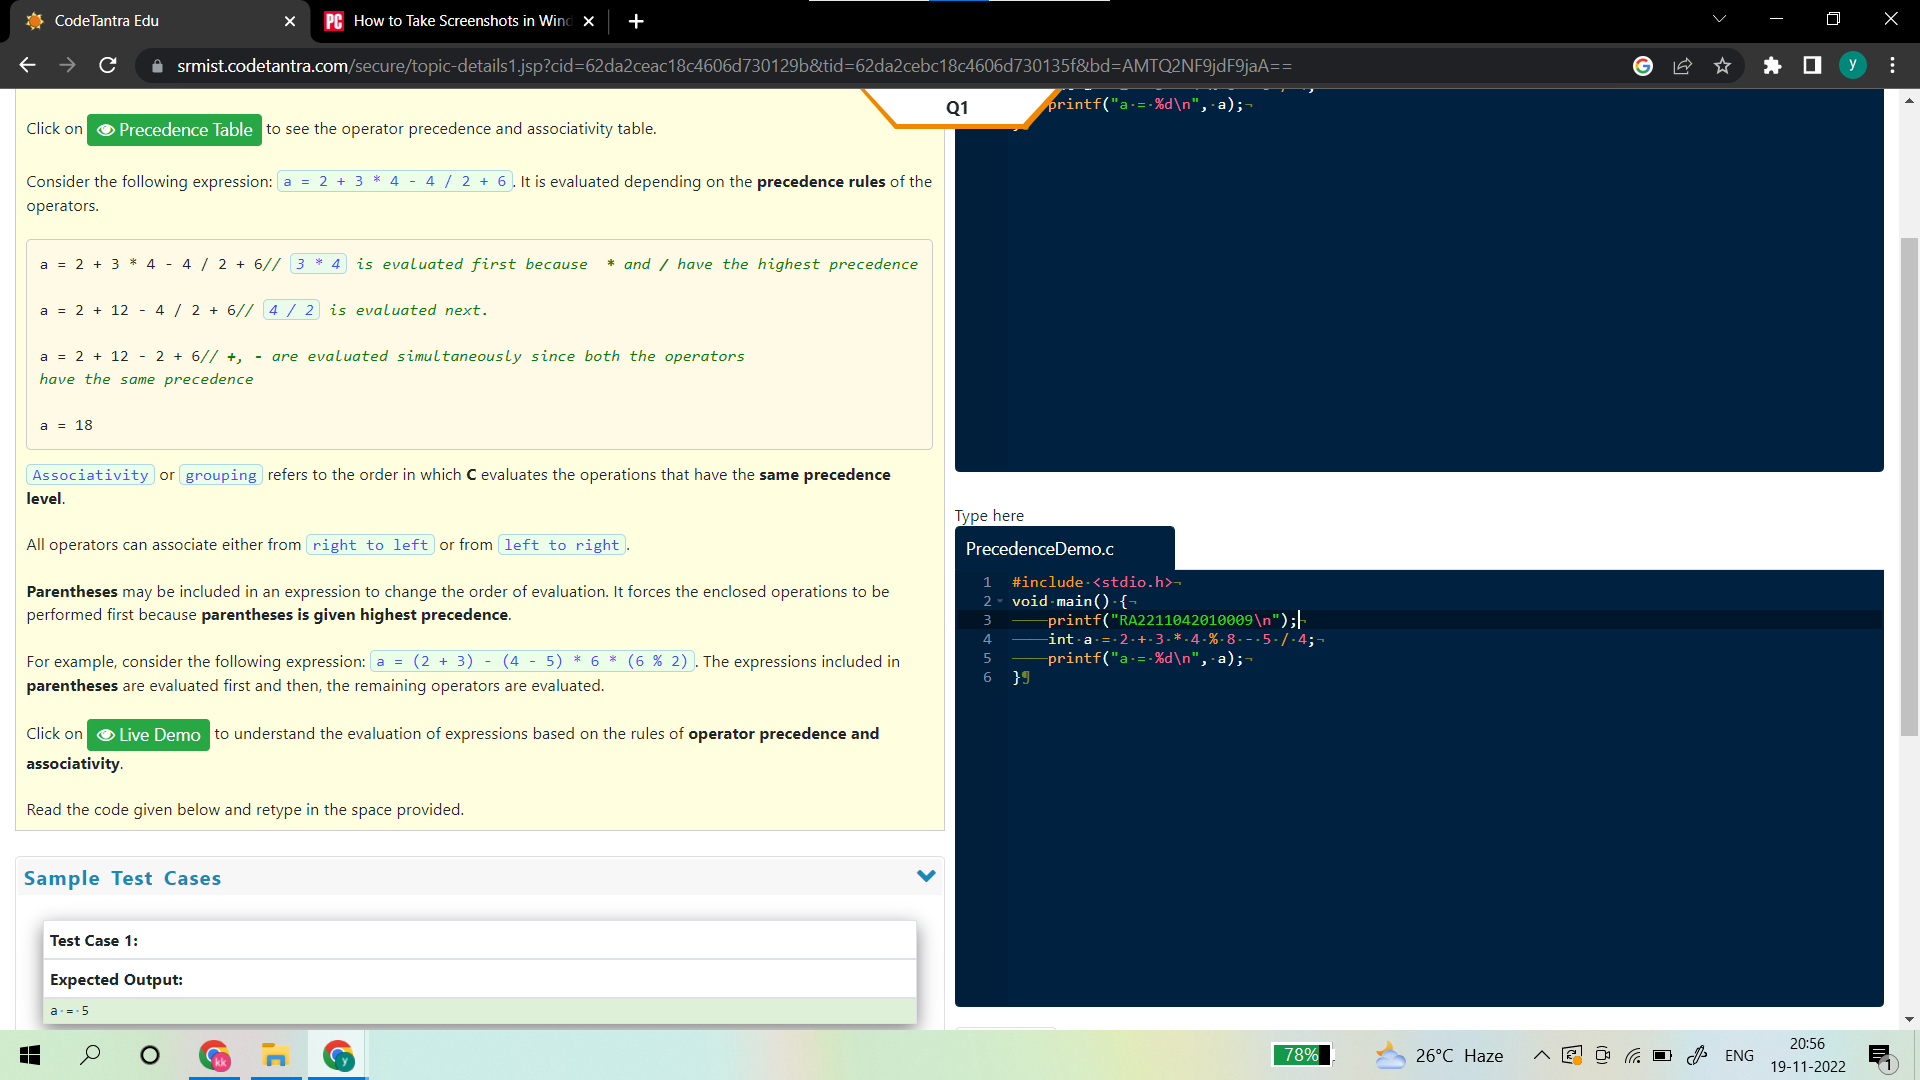 CodeTantra Edu
How to Take Screenshots in Wind
srmist.codetantra.com/secure/topic-details1.jsp?cid=62da2ceac18c4606d730129b&tid=62da2cebc18c4606d730135f&bd=AMTQ2NF9jdF9jaA==
y
Q1
Click on Precedence Table to see the operator precedence and associativity table.
Consider the following expression: a = 2 + 3 * 4 - 4 / 2 + 6. It is evaluated depending on the precedence rules of the
operators.
a = 2 + 3 * 4 - 4 / 2 + 6// 3 * 4 is evaluated first because * and / have the highest precedence
a = 2 + 12 - 4 / 2 + 6// 4 / 2 is evaluated next.
a = 2 + 12 - 2 + 6// +, - are evaluated simultaneously since both the operators
have the same precedence
a = 18
Associativity or grouping refers to the order in which C evaluates the operations that have the same precedence
level.
All operators can associate either from right to left or from left to right.
Parentheses may be included in an expression to change the order of evaluation. It forces the enclosed operations to be
performed first because parentheses is given highest precedence.
For example, consider the following expression: a = (2 + 3) - (4 - 5) * 6 * (6 % 2). The expressions included in
parentheses are evaluated first and then, the remaining operators are evaluated.
Click on Live Demo to understand the evaluation of expressions based on the rules of operator precedence and
associativity.
Read the code given below and retype in the space provided.
Sample Test Cases
Test Case 1:
Expected Output:
a·=·5
printf("a·=·%d\n",·a);¬
Type here
PrecedenceDemo.c
1 #include·<stdio.h>¬
2 void·main()·{¬
3 printf("RA2211042010009\n");¬
4 int·a·=·2·+·3·*·4·%·8·-·5·/·4;¬
5 printf("a·=·%d\n",·a);¬
6 }¶
kk
y
78%
26°C Haze
ENG
20:56
19-11-2022
1